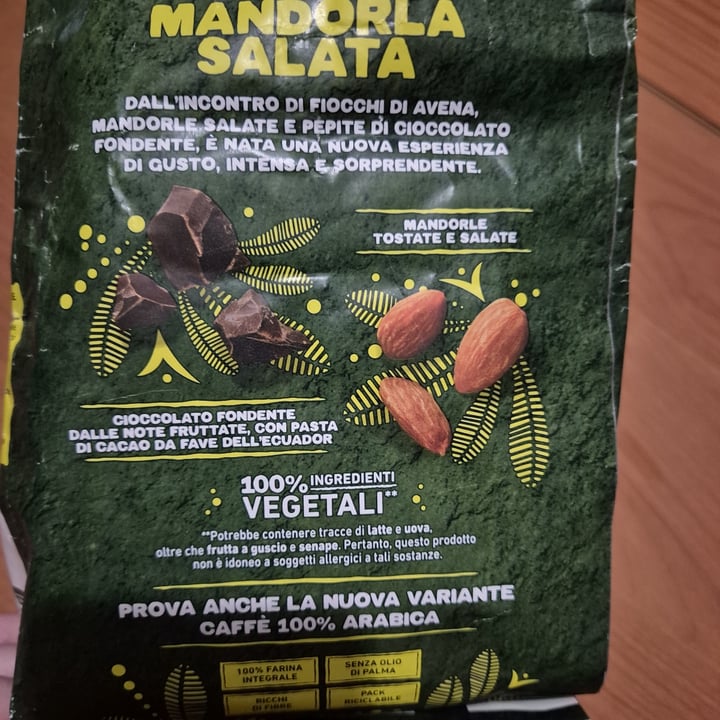 MANDORLA
SALATA
DALL'INCONTRO DI FIOCCHI DI AVENA,
MANDORLE SALATE E PEPITE DI CIOCCOLATO
FONDENTE, È NATA UNA NUOVA ESPERIENZA
DI GUSTO, INTENSA E SORPRENDENTE.
MANDORLE
TOSTATE E SALATE
CIOCCOLATO FONDENTE
DALLE NOTE FRUTTATE, CON PASTA
DI CACAO DA FAVE DELL'ECUADOR
100% INGREDIENTI
VEGETALI**
**Potrebbe contenere tracce di latte e uova,
oltre che frutta a guscio e senape. Pertanto, questo prodotto
non è idoneo a soggetti allergici a tali sostanze.
PROVA ANCHE LA NUOVA VARIANTE
CAFFÈ 100% ARABICA
100% FARINA
INTEGRALE
SENZA OLIO
DI PALMA
RICCHI
DI FIBRE
PACK
RICICLABILE